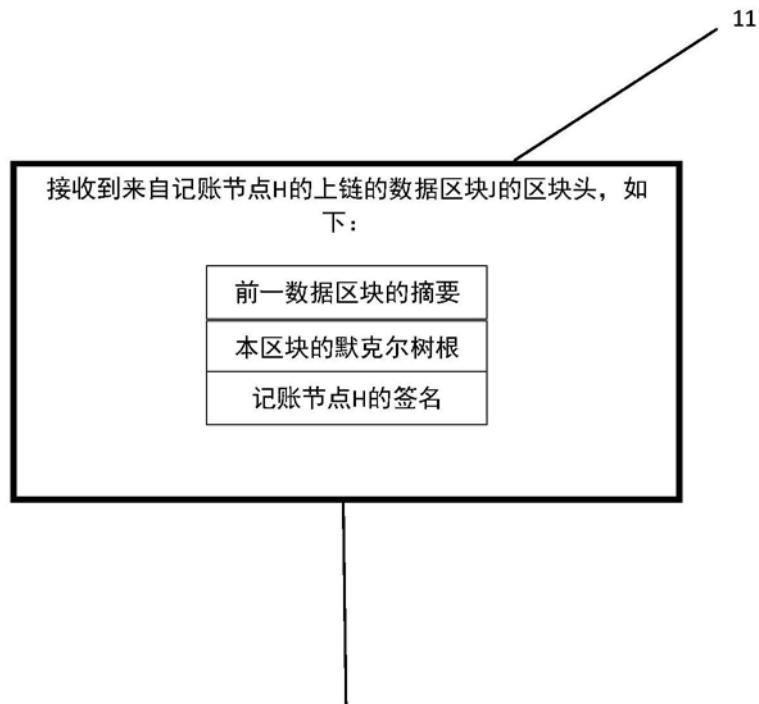 11
接收到来自记账节点H的上链的数据区块J的区块头，如
下：
前一数据区块的摘要
本区块的默克尔树根
记账节点H的签名